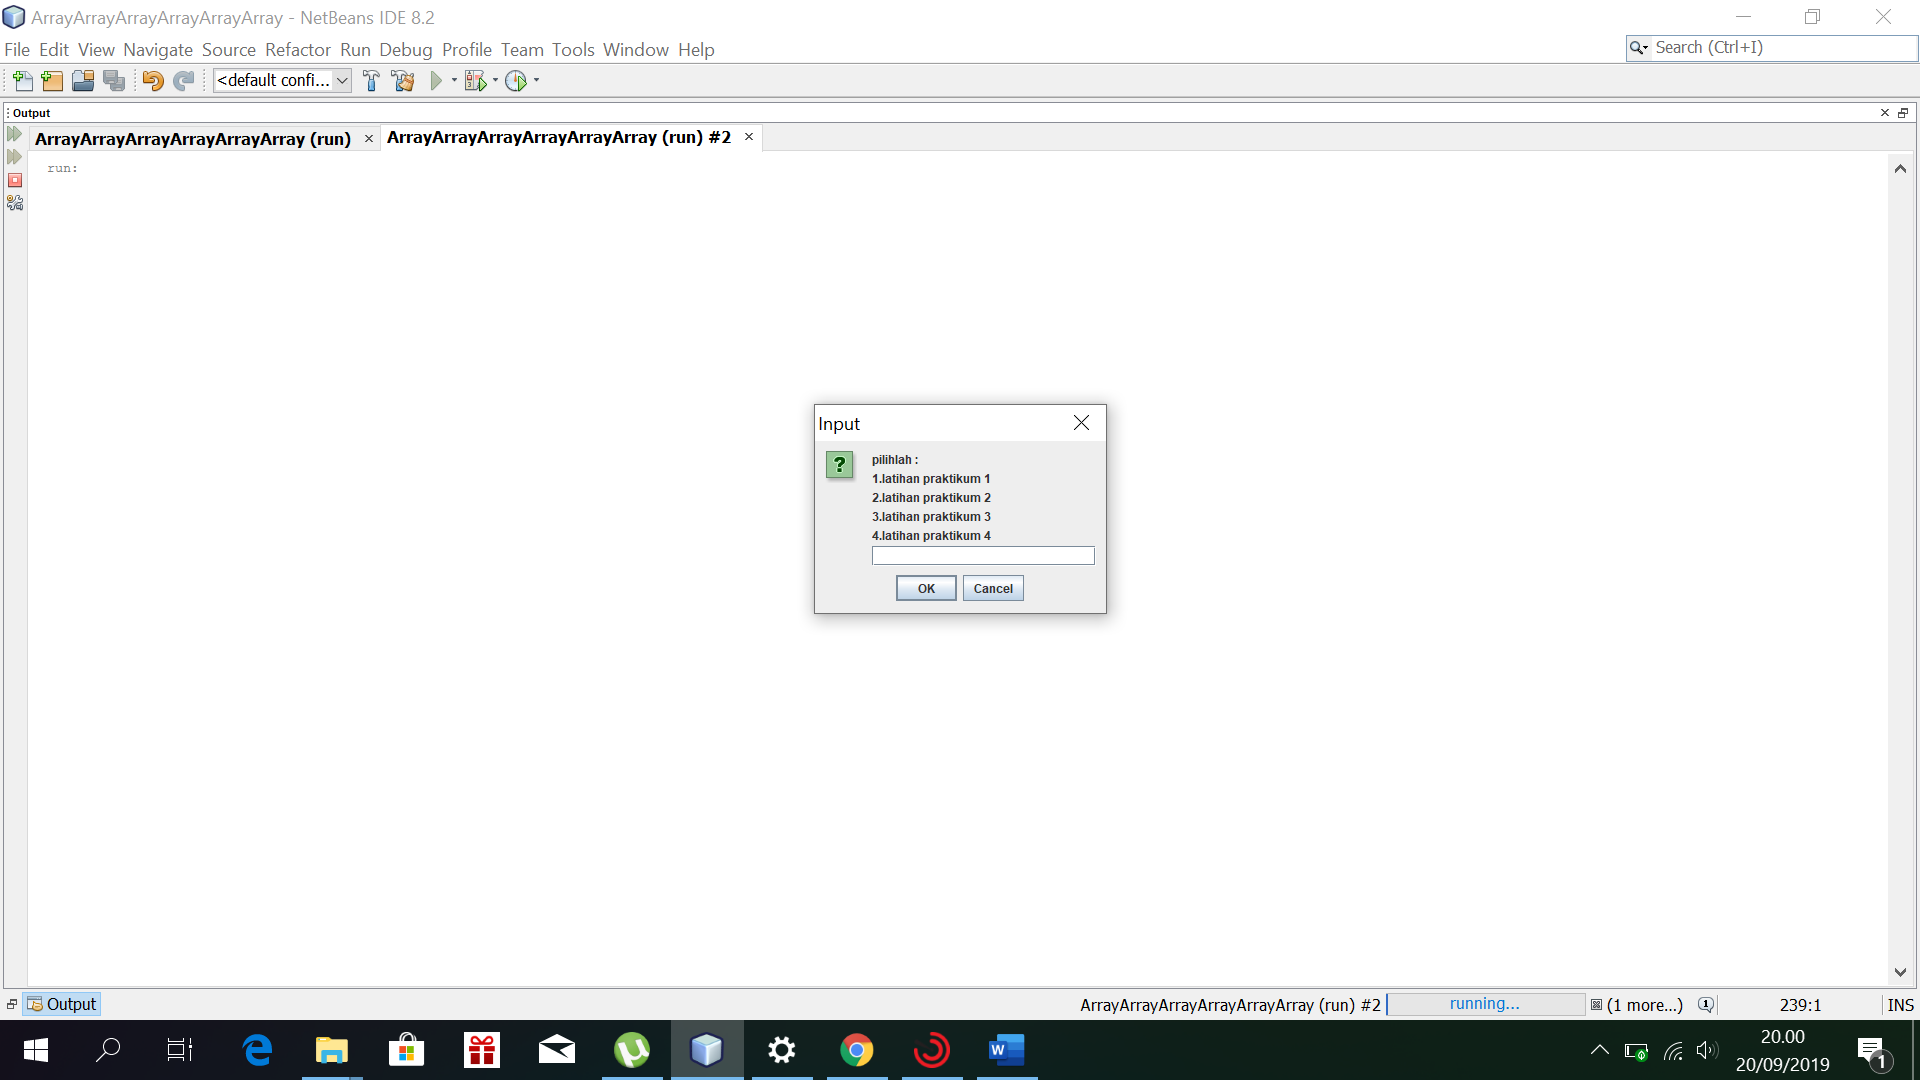 ArrayArrayArrayArrayArrayArray - NetBeans IDE 8.2
File Edit View Navigate Source Refactor Run Debug Profile Team Tools Window Help
Search (Ctrl+I)
<default confi...
Output
ArrayArrayArrayArrayArrayArray (run)
ArrayArrayArrayArrayArrayArray (run) #2
run:
Input
pilihlah :
1.latihan praktikum 1
2.latihan praktikum 2
3.latihan praktikum 3
4.latihan praktikum 4
OK
Cancel
Output
ArrayArrayArrayArrayArrayArray (run) #2
running...
(1 more...)
239:1
INS
20.00
20/09/2019
1